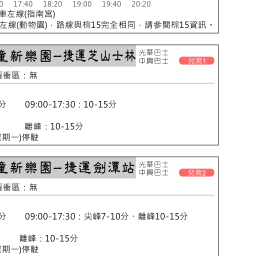 17:40 18:20 19:00 19:40 20:20
車左線(指南宮)
左線(動物園)，路線與棕15完全相同，請參閱棕15資訊。
童新樂園--捷運芝山士林
光華巴士
中興巴士
兒育1
緩衝區：無
分 09:00-17:30：10-15分
離峰：10-15分
期一)停駛
童新樂園--捷運劍潭站
光華巴士
中興巴士
兒育2
緩衝區：無
分 09:00-17:30：尖峰7-10分、離峰10-15分
離峰：10-15分
期一)停駛